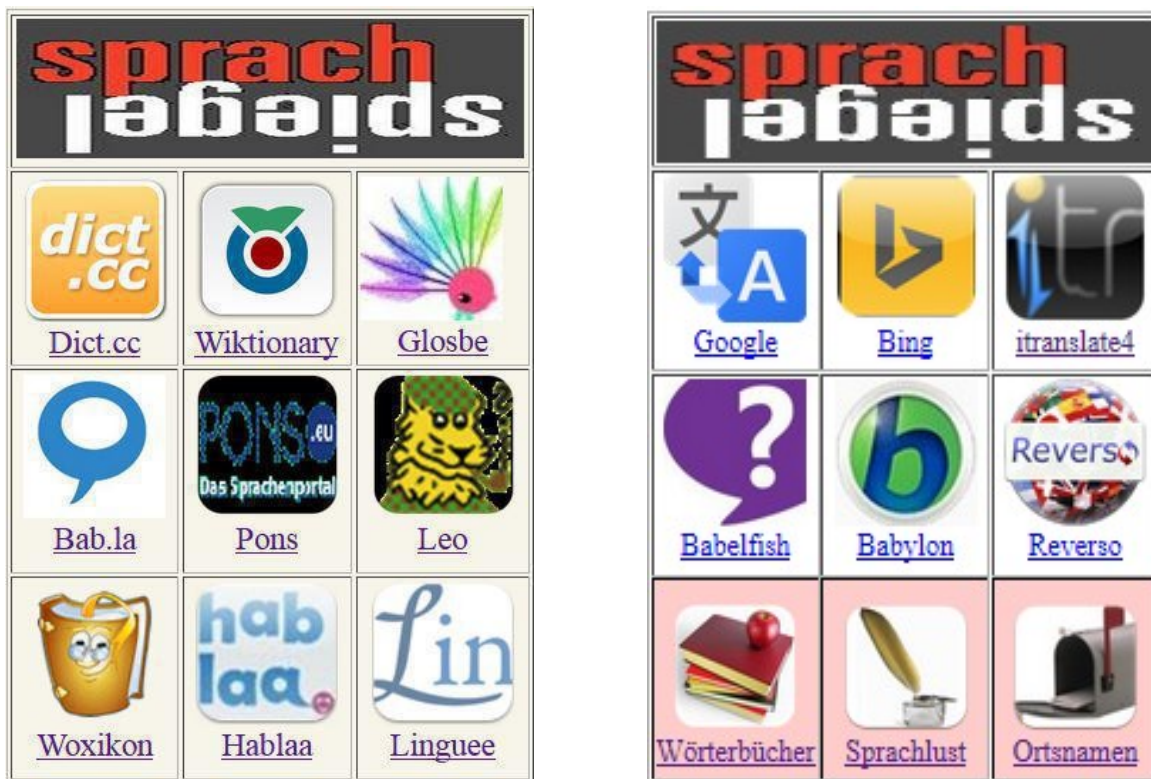 sprach
spiegel
dict
.cc
Dict.cc
Wiktionary
Glosbe
PONS.eu
Das Sprachenportal
Bab.la
Pons
Leo
hab
laa
Lin
Woxikon
Hablaa
Linguee
sprach
spiegel
文
A
b
itr
Google
Bing
itranslate4
?
b
Reverso
Babelfish
Babylon
Reverso
Wörterbücher
Sprachlust
Ortsnamen